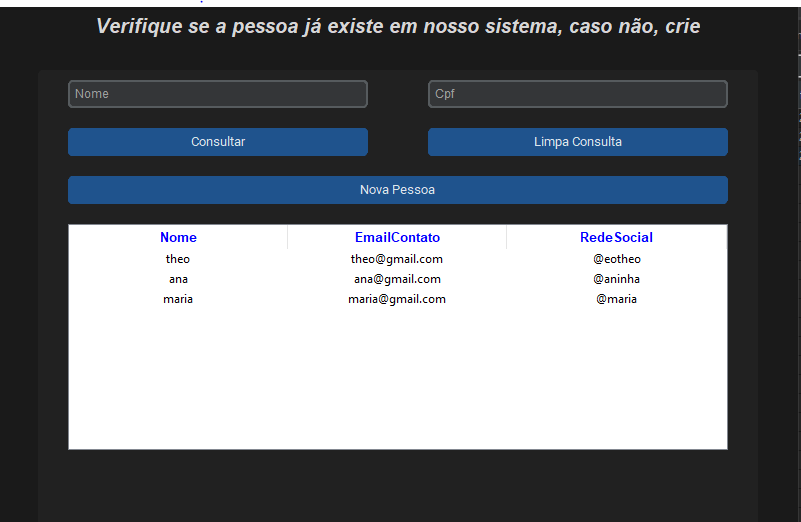 Verifique se a pessoa já existe em nosso sistema, caso não, crie
Nome Cpf
Consultar Limpa Consulta
Nova Pessoa
Nome EmailContato RedeSocial
theo theo@gmail.com @eotheo
ana ana@gmail.com @aninha
maria maria@gmail.com @maria